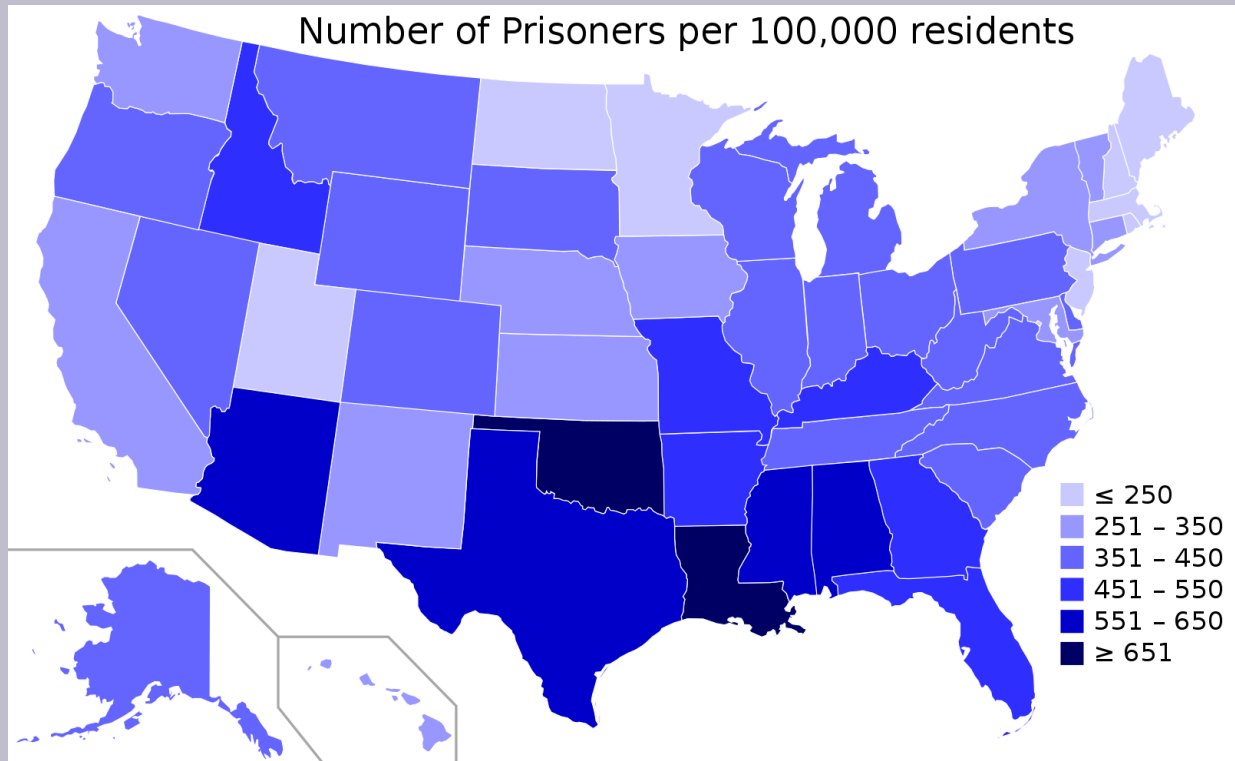 Number of Prisoners per 100,000 residents
≤ 250
251 – 350
351 – 450
451 – 550
551 – 650
≥ 651